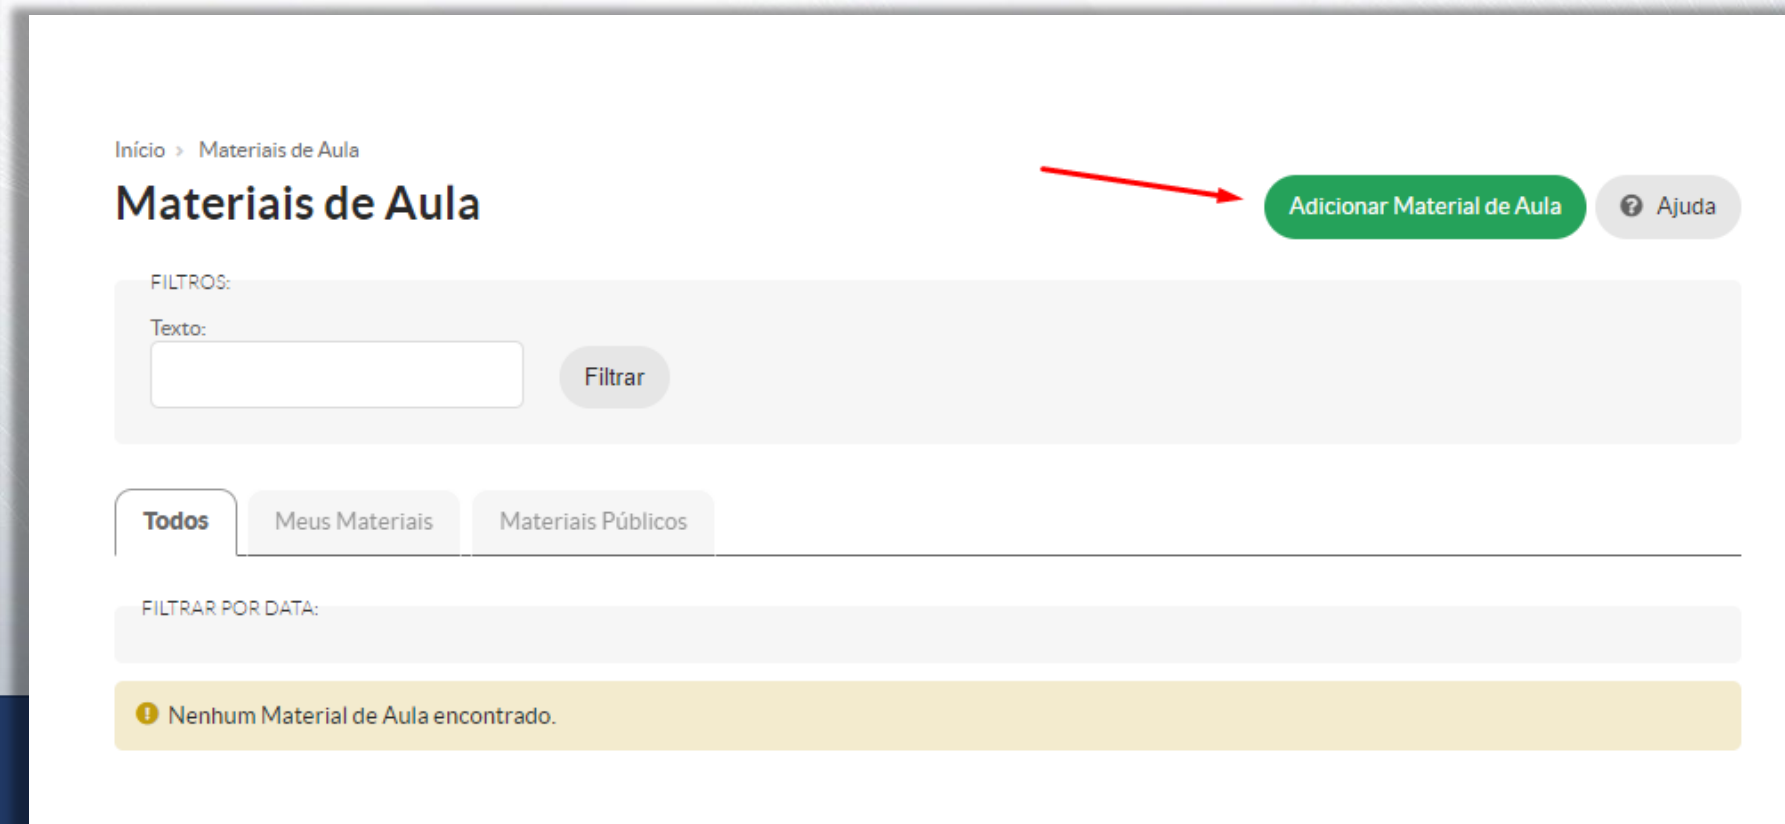 Início > Materiais de Aula
Materiais de Aula
Adicionar Material de Aula
Ajuda
FILTROS:
Texto:
Filtrar
Todos
Meus Materiais
Materiais Públicos
FILTRAR POR DATA:
Nenhum Material de Aula encontrado.